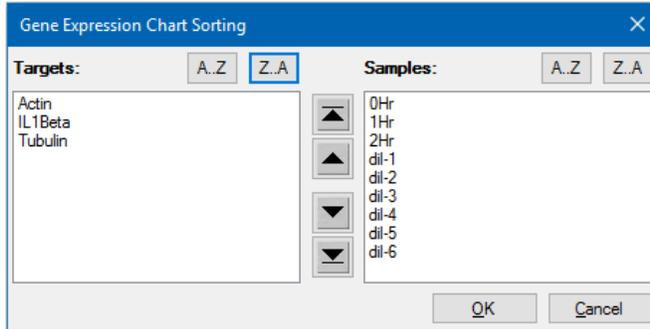 Gene Expression Chart Sorting
Targets: A..Z Z..A Samples: A..Z Z..A
Actin
IL1Beta
Tubulin
0Hr
1Hr
2Hr
dil-1
dil-2
dil-3
dil-4
dil-5
dil-6
OK Cancel